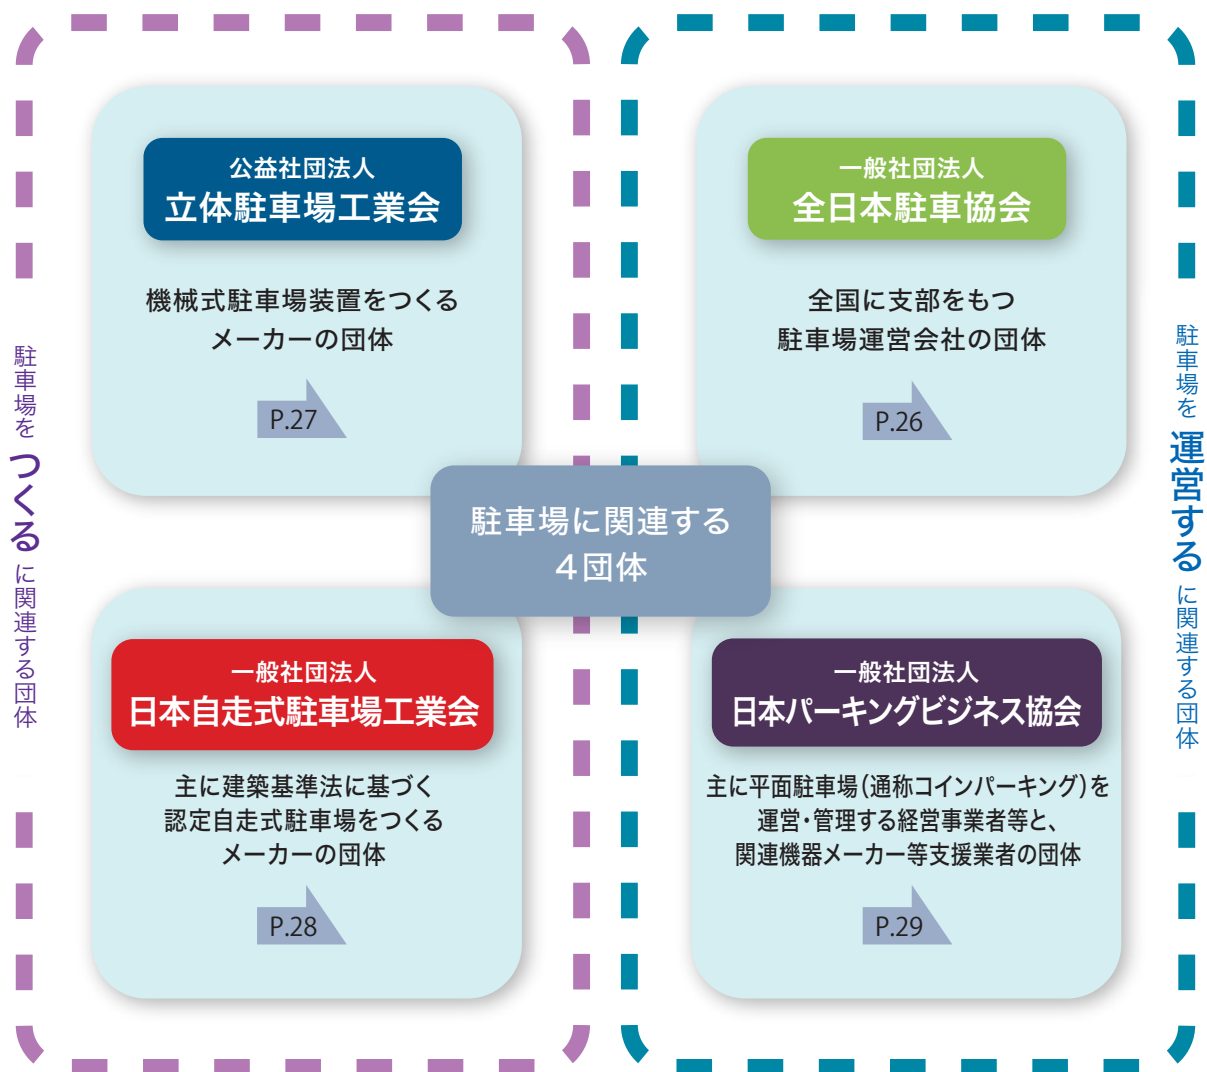 駐車場を つくる に関連する団体
公益社団法人
立体駐車場工業会
機械式駐車場装置をつくる
メーカーの団体
P.27
一般社団法人
全日本駐車協会
全国に支部をもつ
駐車場運営会社の団体
P.26
駐車場に関連する
4団体
一般社団法人
日本自走式駐車場工業会
主に建築基準法に基づく
認定自走式駐車場をつくる
メーカーの団体
P.28
一般社団法人
日本パーキングビジネス協会
主に平面駐車場(通称コインパーキング)を
運営・管理する経営事業者等と、
関連機器メーカー等支援業者の団体
P.29
駐車場を 運営する に関連する団体